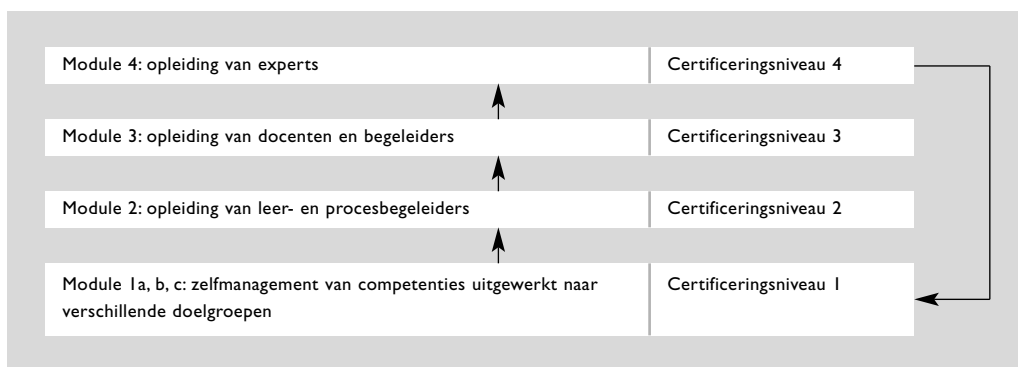 Module 4: opleiding van experts
Certificeringsniveau 4
Module 3: opleiding van docenten en begeleiders
Certificeringsniveau 3
Module 2: opleiding van leer- en procesbegeleiders
Certificeringsniveau 2
Module 1a, b, c: zelfmanagement van competenties uitgewerkt naar
verschillende doelgroepen
Certificeringsniveau 1